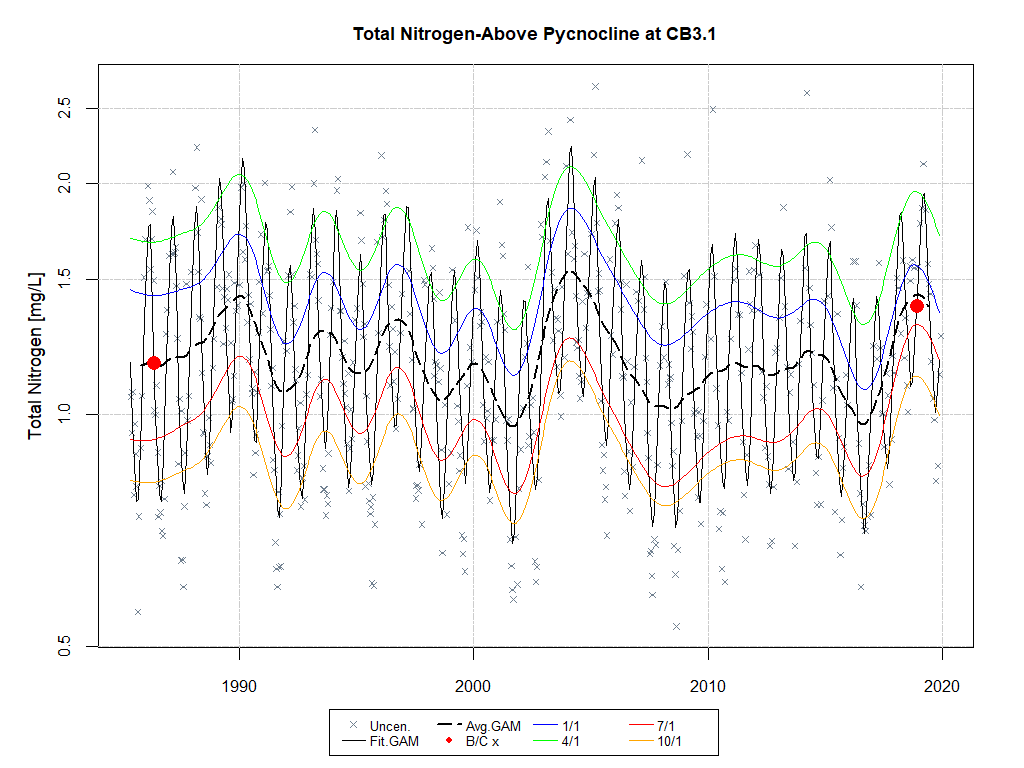 Total Nitrogen-Above Pycnocline at CB3.1
Total Nitrogen [mg/L]
2.5
2.0
1.5
1.0
0.5
1990 2000 2010 2020
Uncen. Avg.GAM 1/1 7/1
Fit.GAM B/C x 4/1 10/1